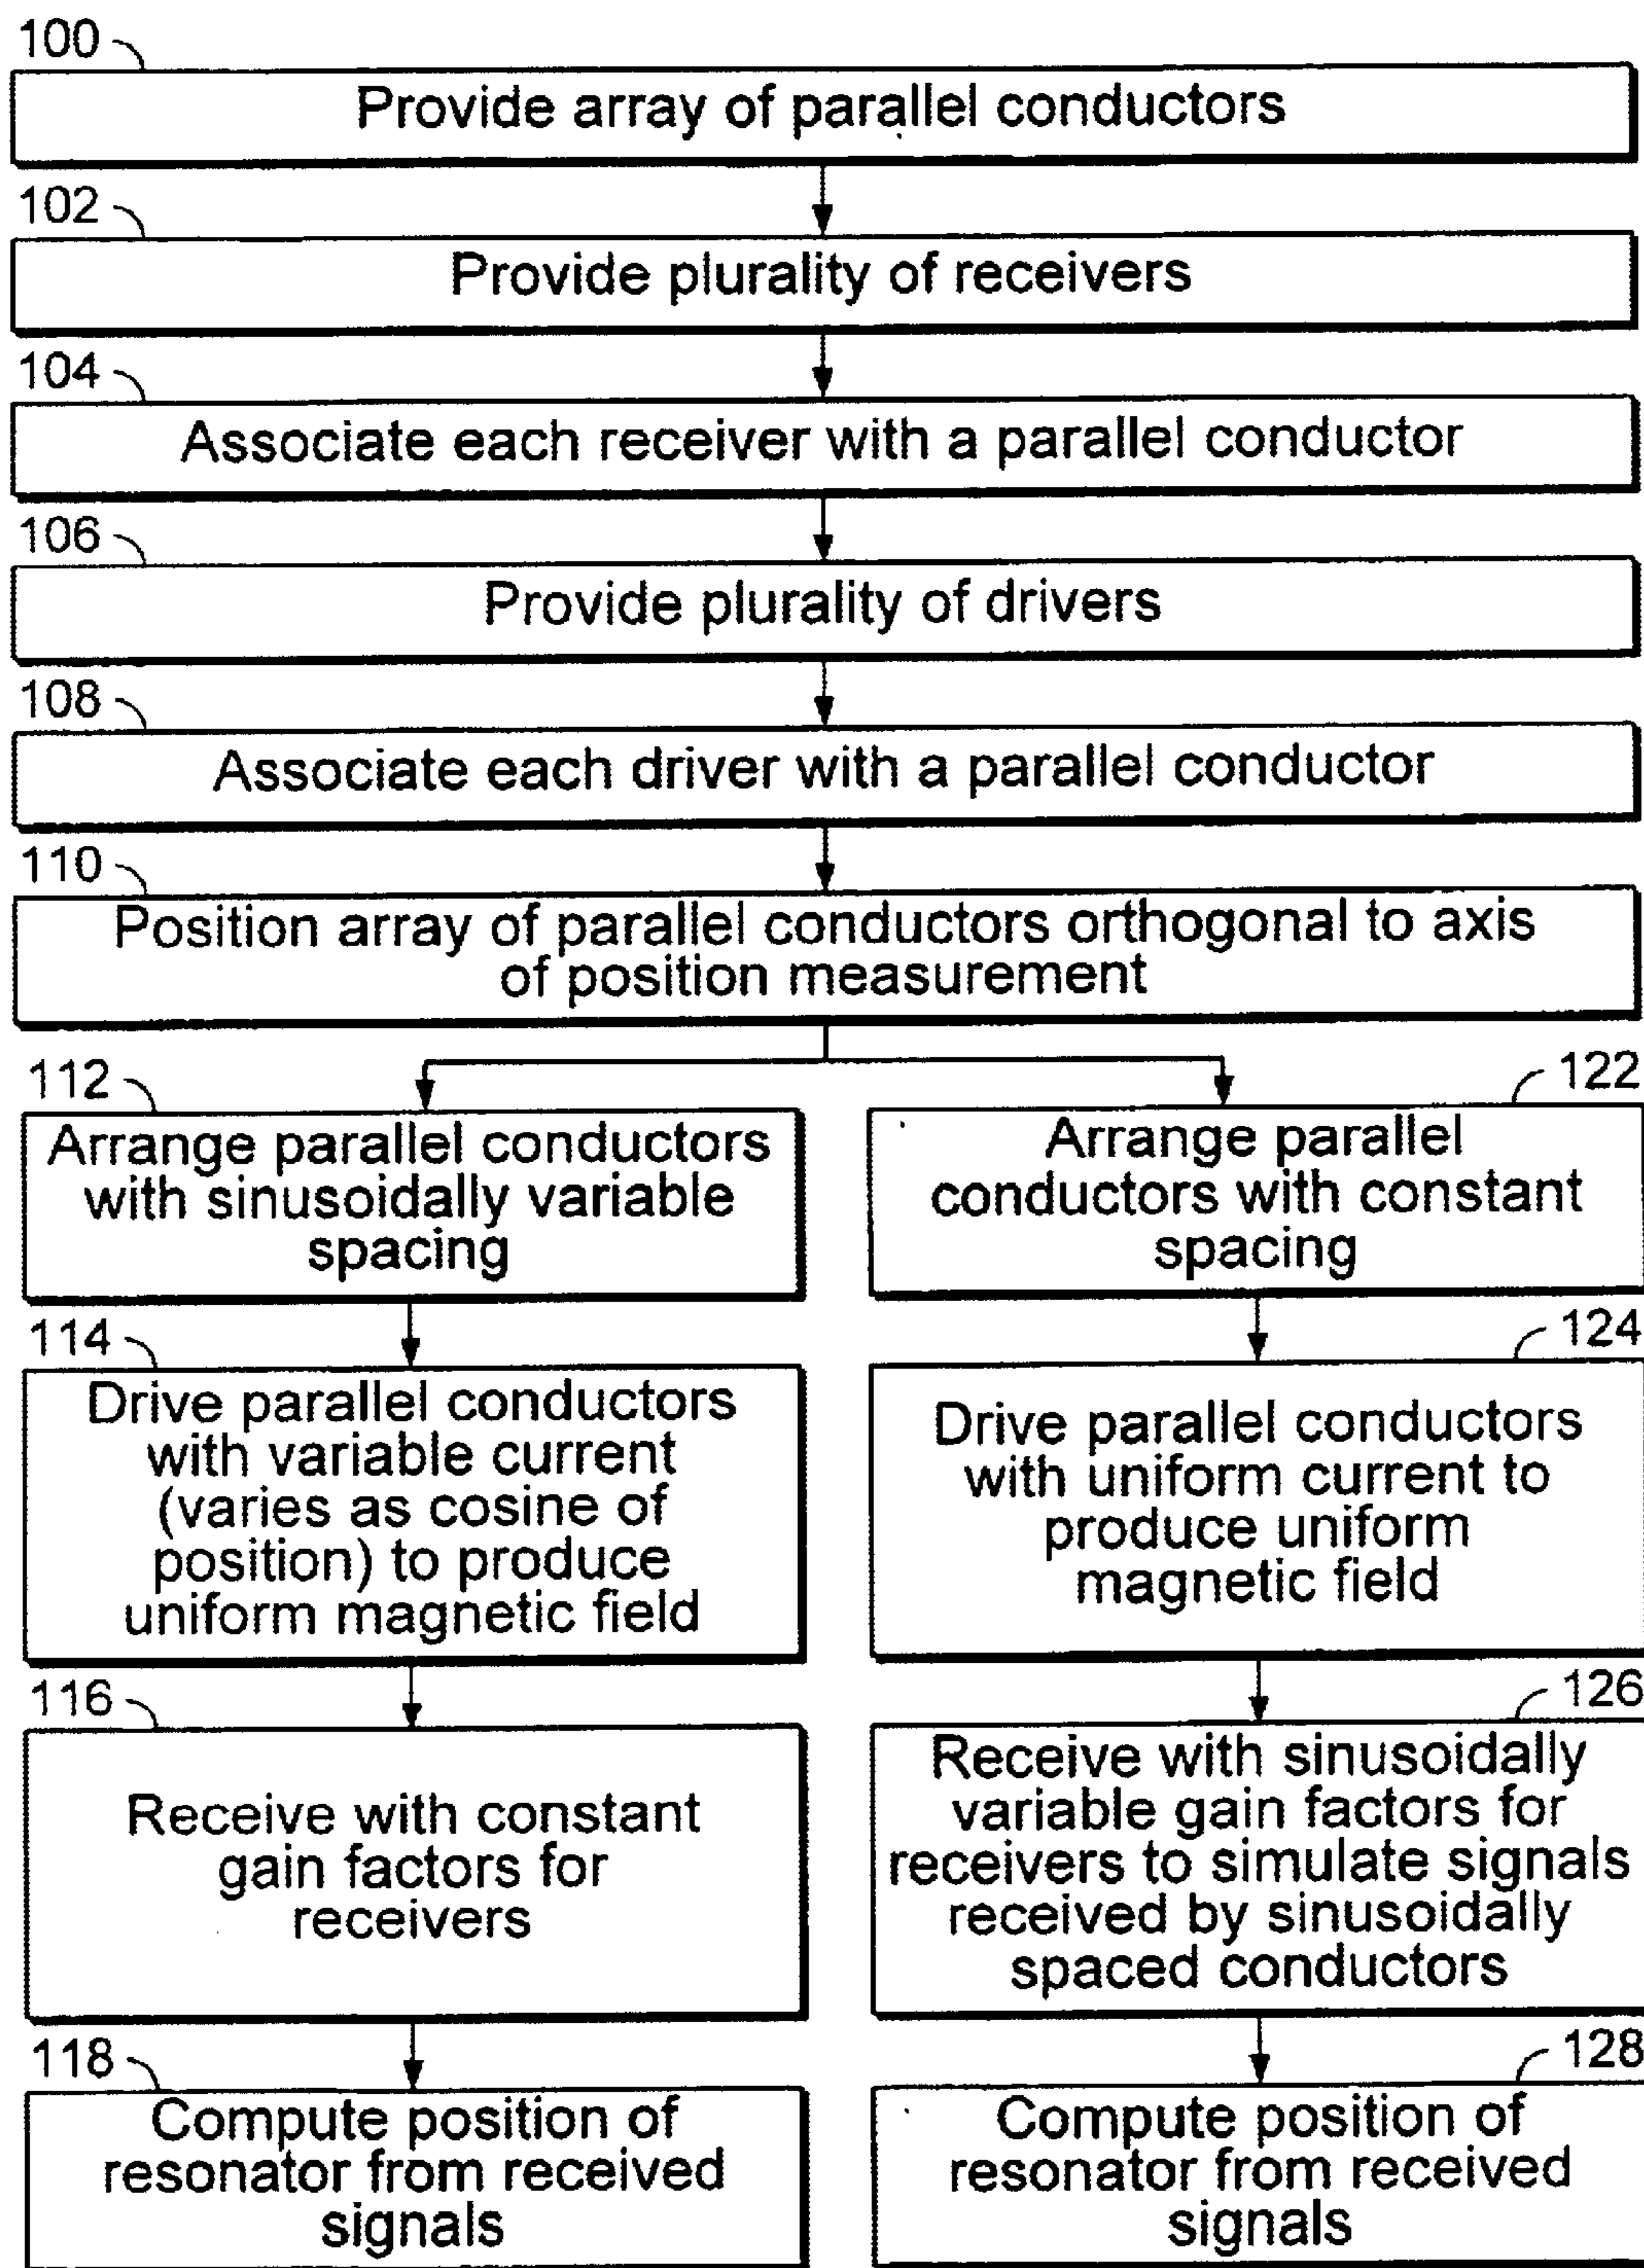 100
Provide array of parallel conductors
102
Provide plurality of receivers
104
Associate each receiver with a parallel conductor
106
Provide plurality of drivers
108
Associate each driver with a parallel conductor
110
Position array of parallel conductors orthogonal to axis
of position measurement
112
Arrange parallel conductors
with sinusoidally variable
spacing
114
Drive parallel conductors
with variable current
(varies as cosine of
position) to produce
uniform magnetic field
116
Receive with constant
gain factors for
receivers
118
Compute position of
resonator from received
signals
122
Arrange parallel
conductors with constant
spacing
124
Drive parallel conductors
with uniform current to
produce uniform
magnetic field
126
Receive with sinusoidally
variable gain factors for
receivers to simulate signals
received by sinusoidally
spaced conductors
128
Compute position of
resonator from received
signals